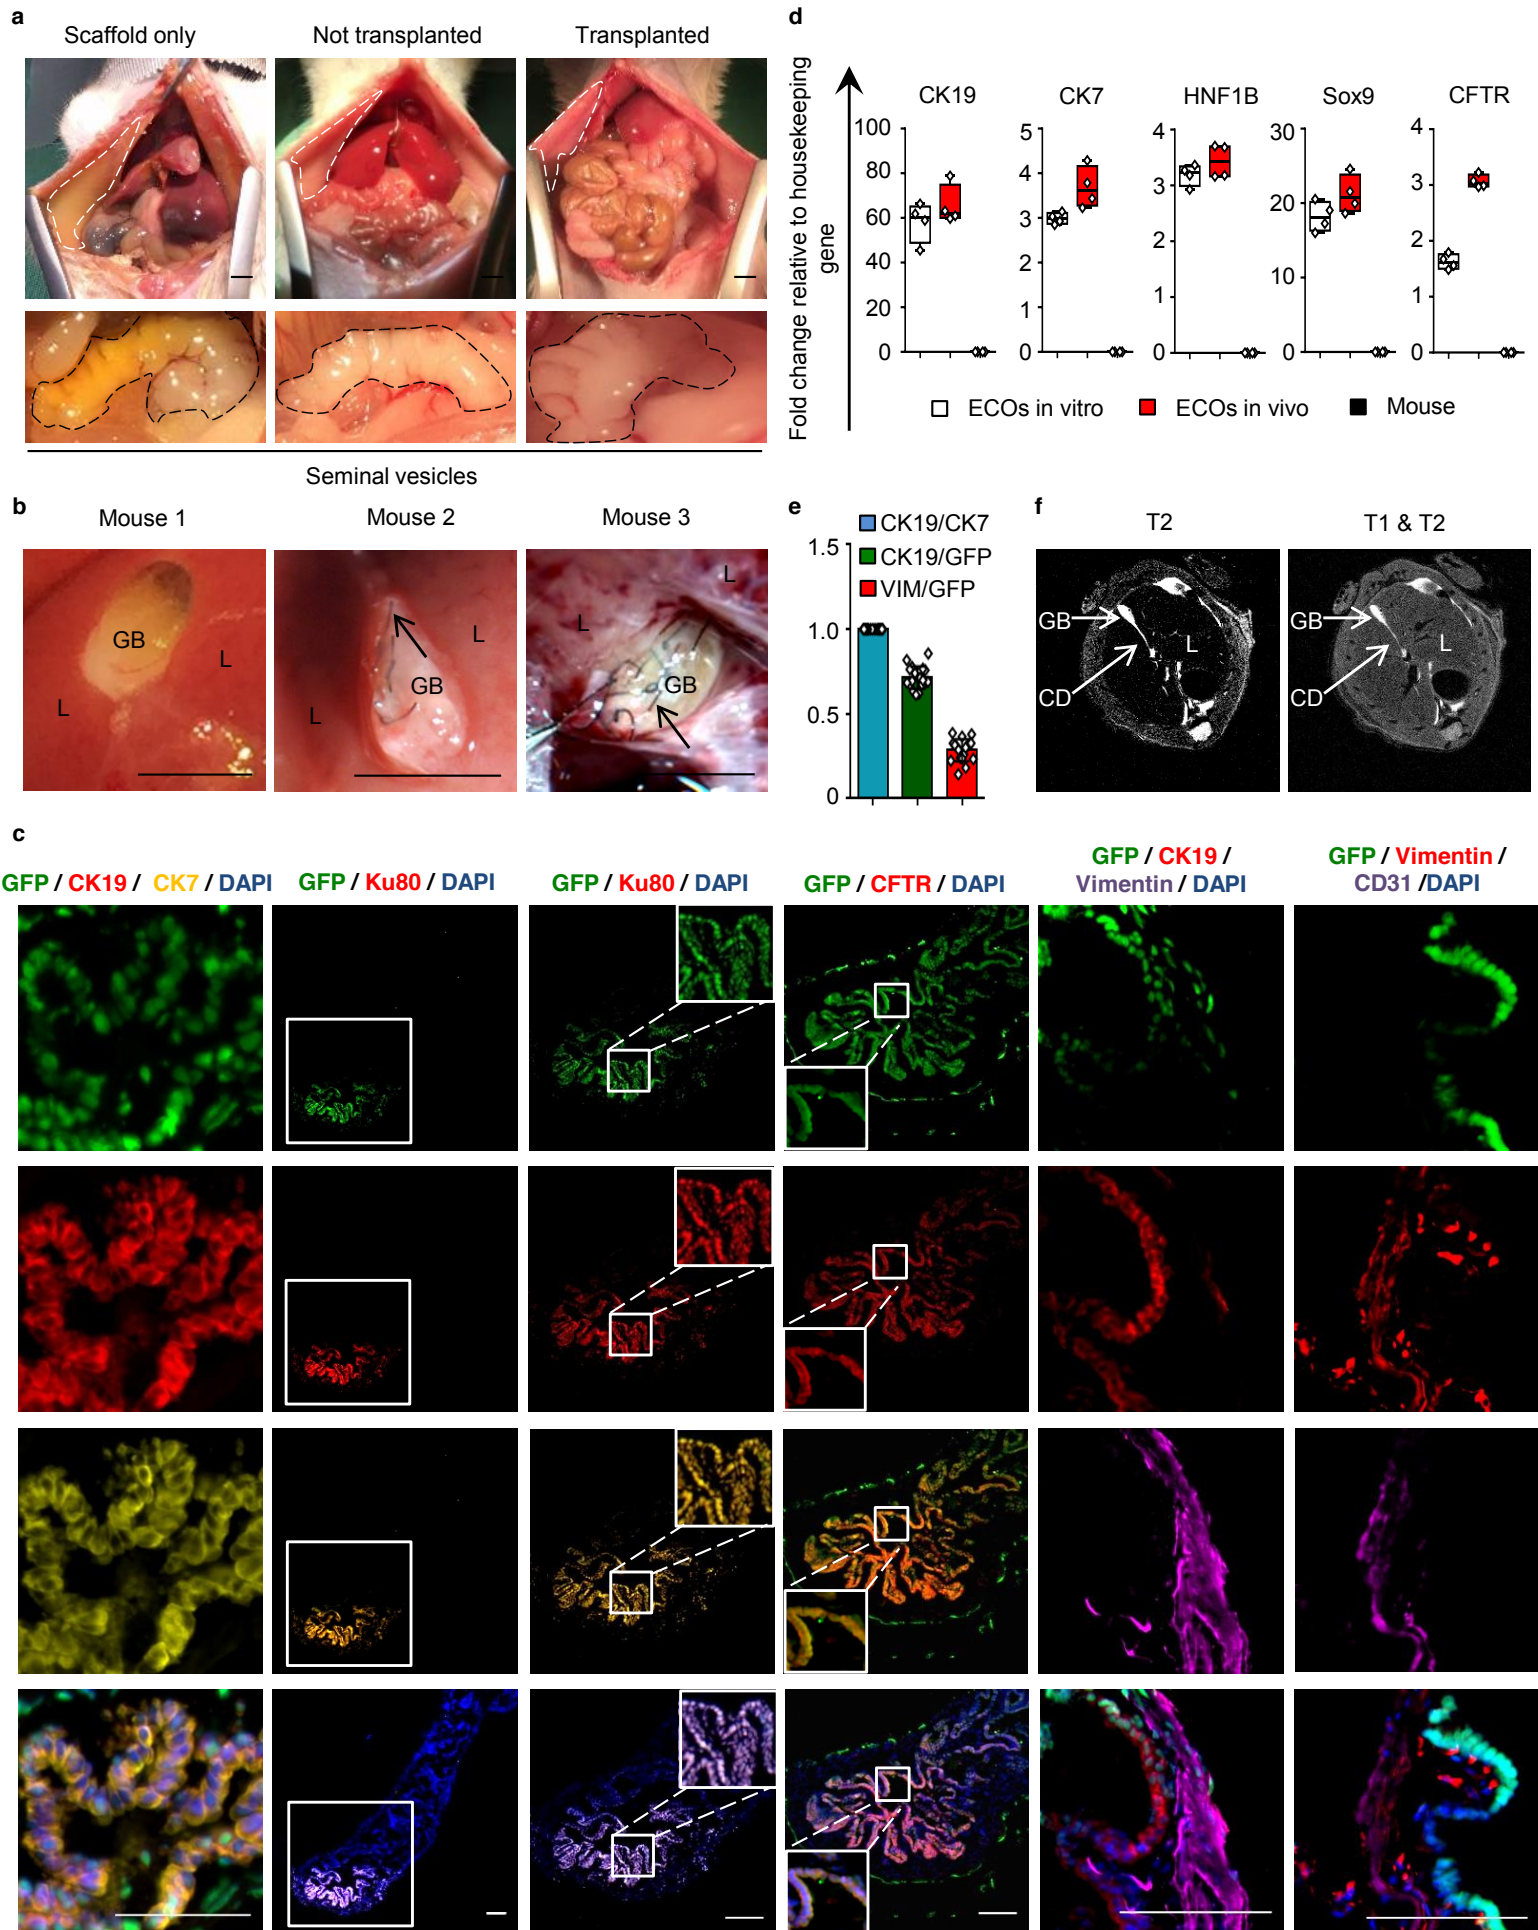 a
Scaffold only
Not transplanted
Transplanted
Seminal vesicles
b
Mouse 1
Mouse 2
Mouse 3
GB
L
L
GB
L
L
L
L
GB
c
GFP / CK19 / CK7 / DAPI
GFP / Ku80 / DAPI
GFP / Ku80 / DAPI
GFP / CFTR / DAPI
GFP / CK19 /
Vimentin / DAPI
GFP / Vimentin /
CD31 /DAPI
d
Fold change relative to housekeeping
gene
CK19
100
80
60
40
20
0
CK7
5
4
3
2
1
0
HNF1B
4
3
2
1
0
Sox9
30
20
10
0
CFTR
4
3
2
1
0
ECOs in vitro
ECOs in vivo
Mouse
e
CK19/CK7
CK19/GFP
VIM/GFP
1.5
1.0
0.5
0
f
T2
T1 & T2
GB
CD
GB
L
CD